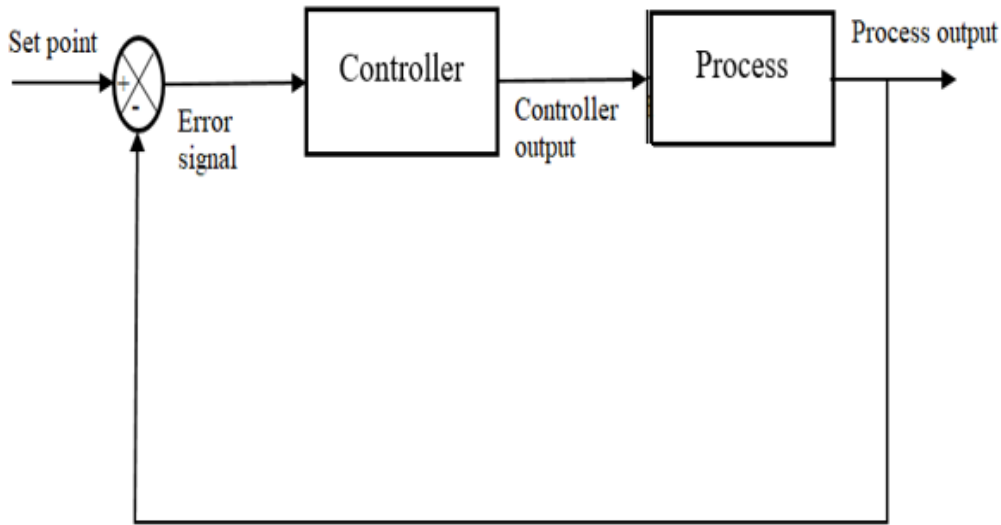 Set point
+
-
Error
signal
Controller
Controller
output
Process
Process output